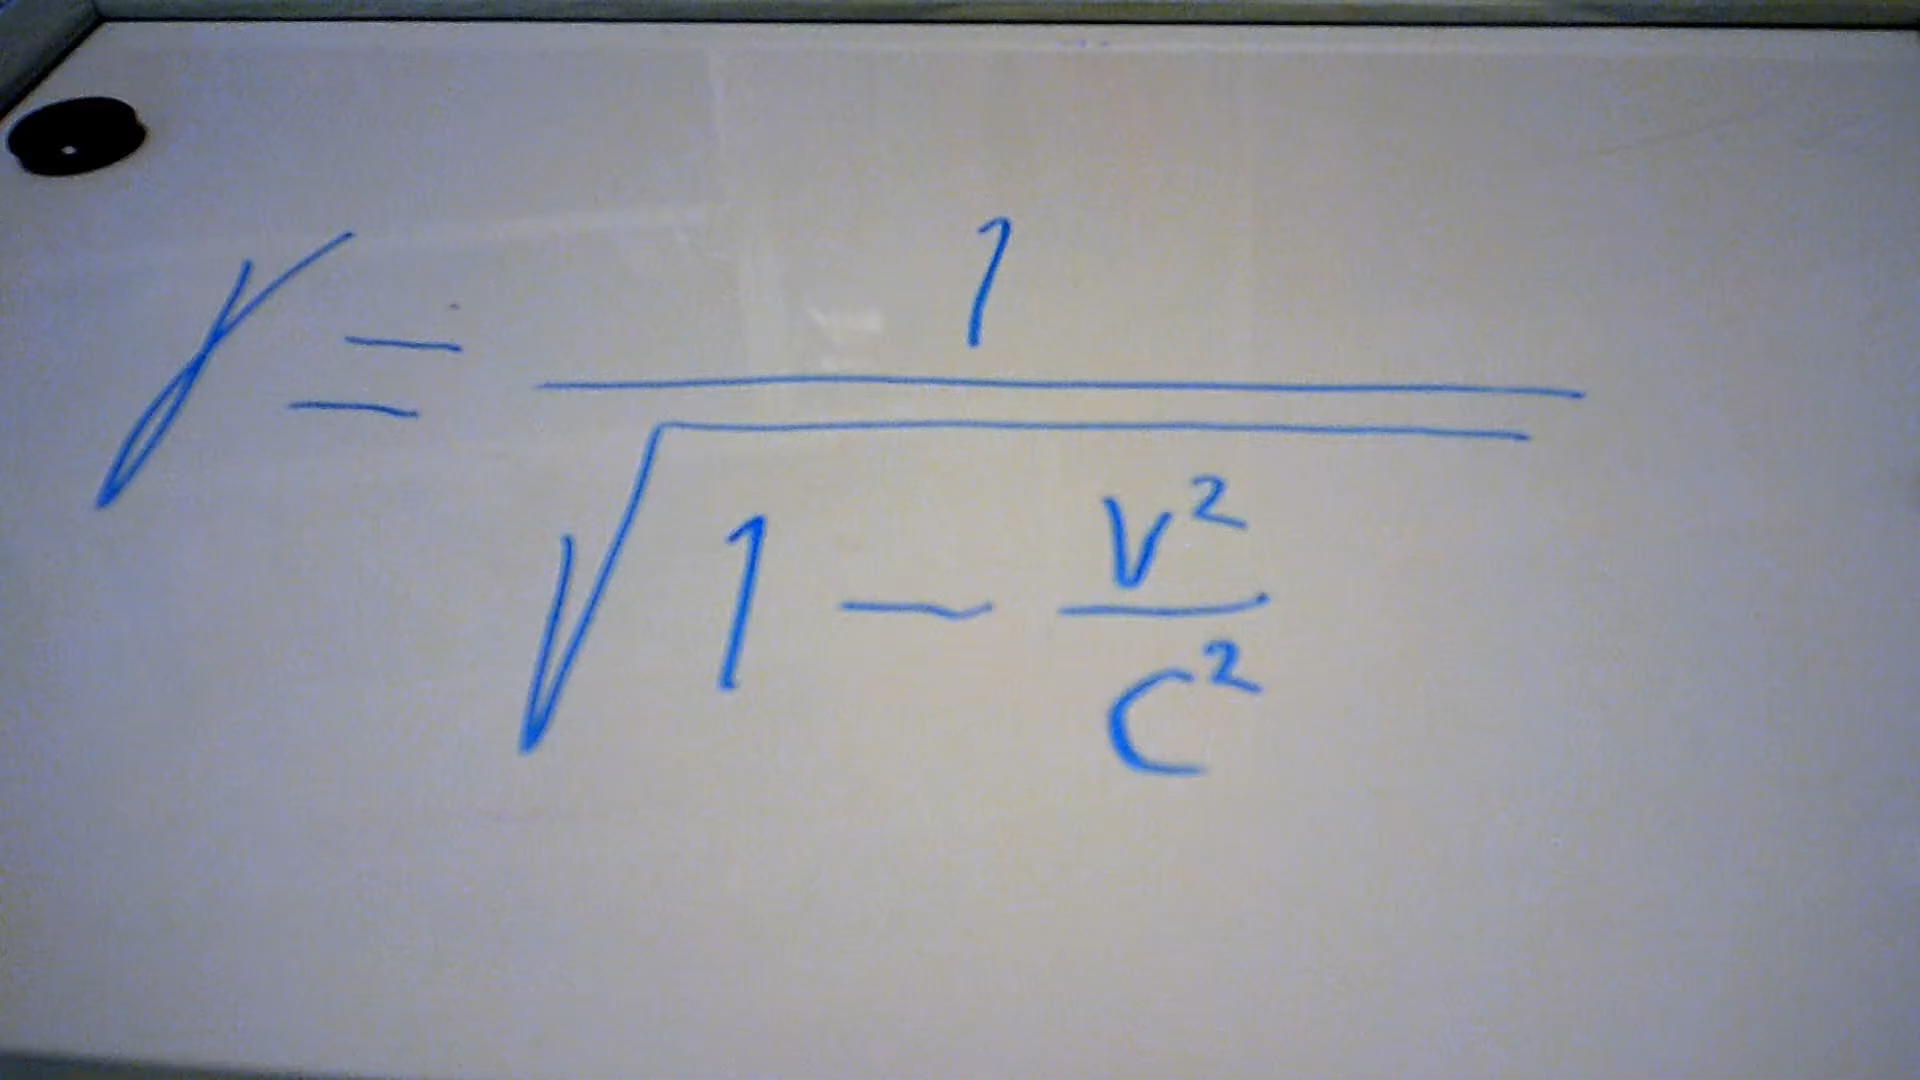 γ = 1 / √(1 − v²/c²)